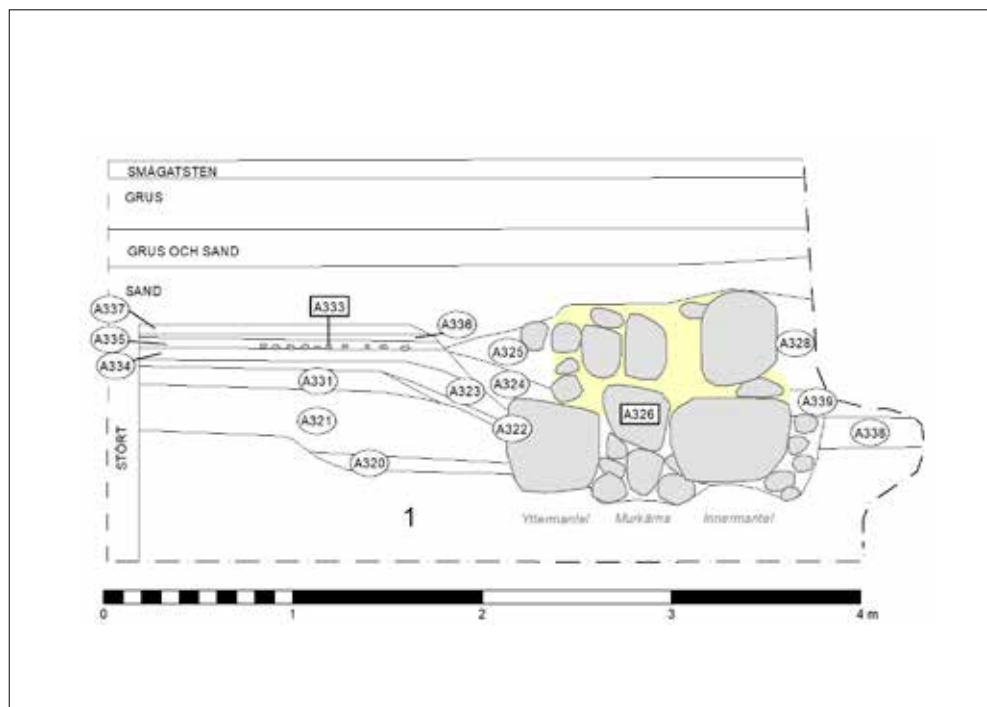 SMÅGATSTEN
GRUS
GRUS OCH SAND
SAND
A337
A333
A336
A335
A334
A331
A325
A328
A324
A323
A339
A326
A321
A322
A338
STÖRT
A320
1
Yttermantel Murkärna Innermantel
0 1 2 3 4 m